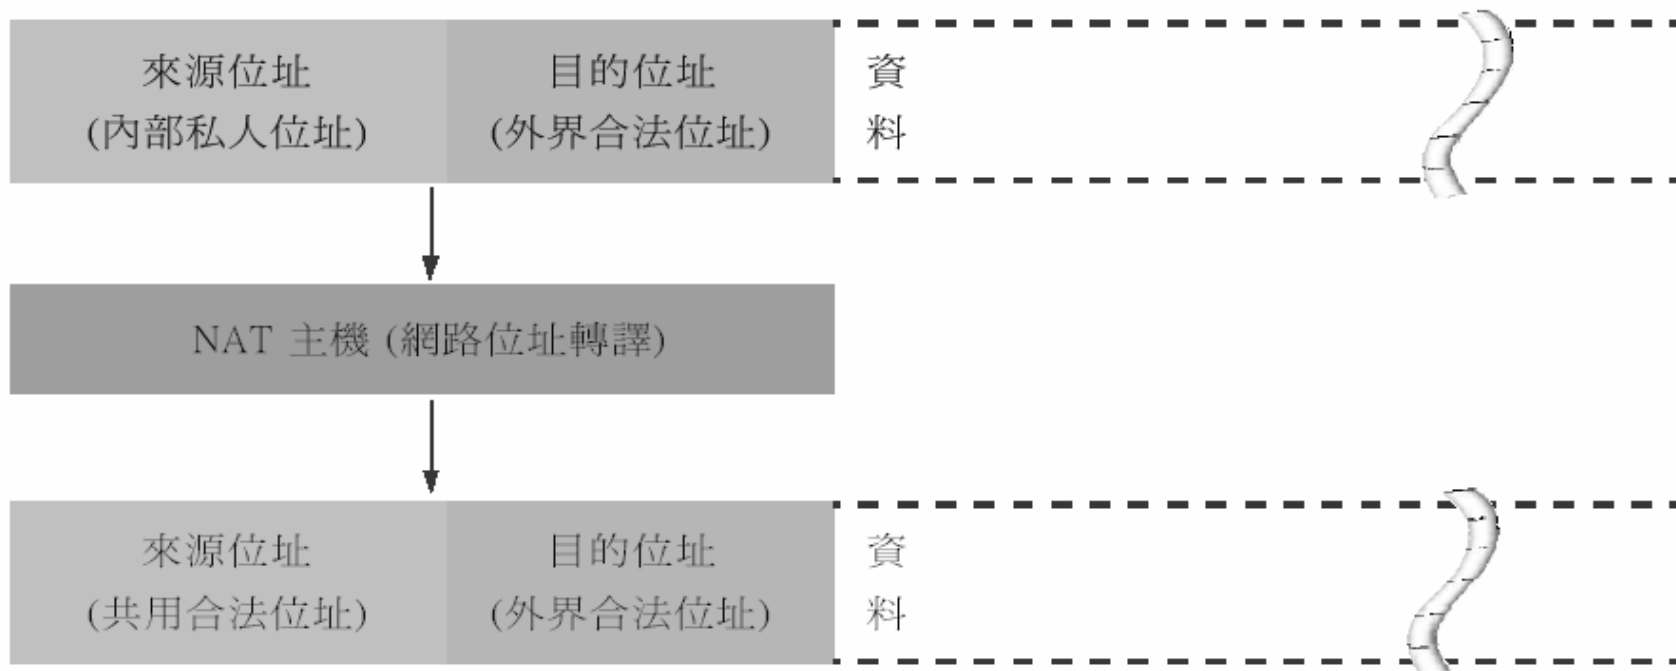 來源位址
(內部私人位址)
目的位址
(外界合法位址)
資
料
NAT 主機 (網路位址轉譯)
來源位址
(共用合法位址)
目的位址
(外界合法位址)
資
料